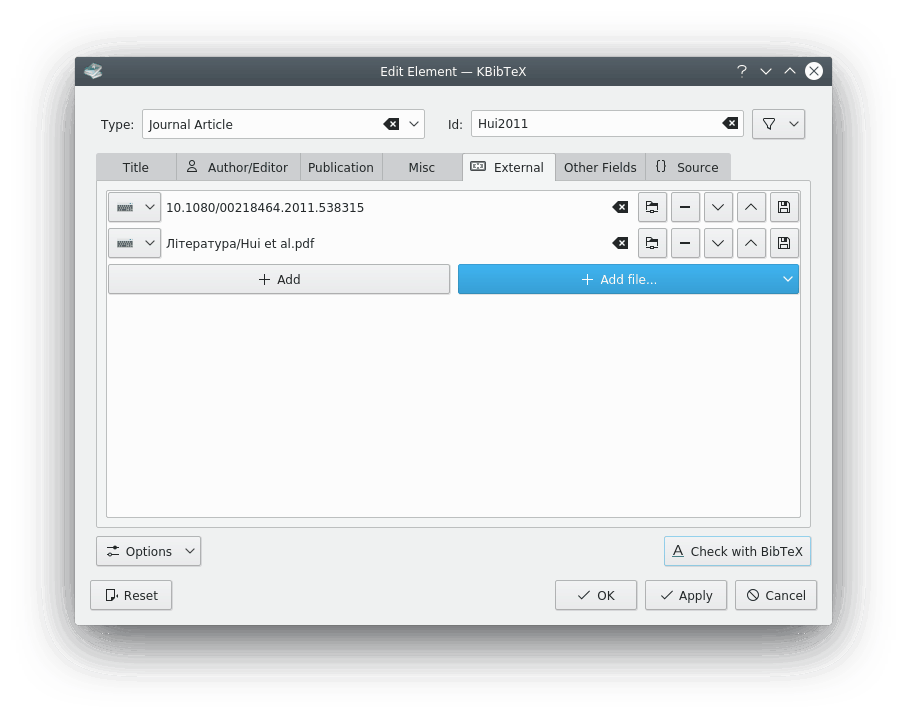 Edit Element — KBibTeX
Type: Journal Article Id: Hui2011
Title Author/Editor Publication Misc External Other Fields {} Source
10.1080/00218464.2011.538315
Література/Hui et al.pdf
+ Add + Add file...
Options A Check with BibTeX
Reset OK Apply Cancel